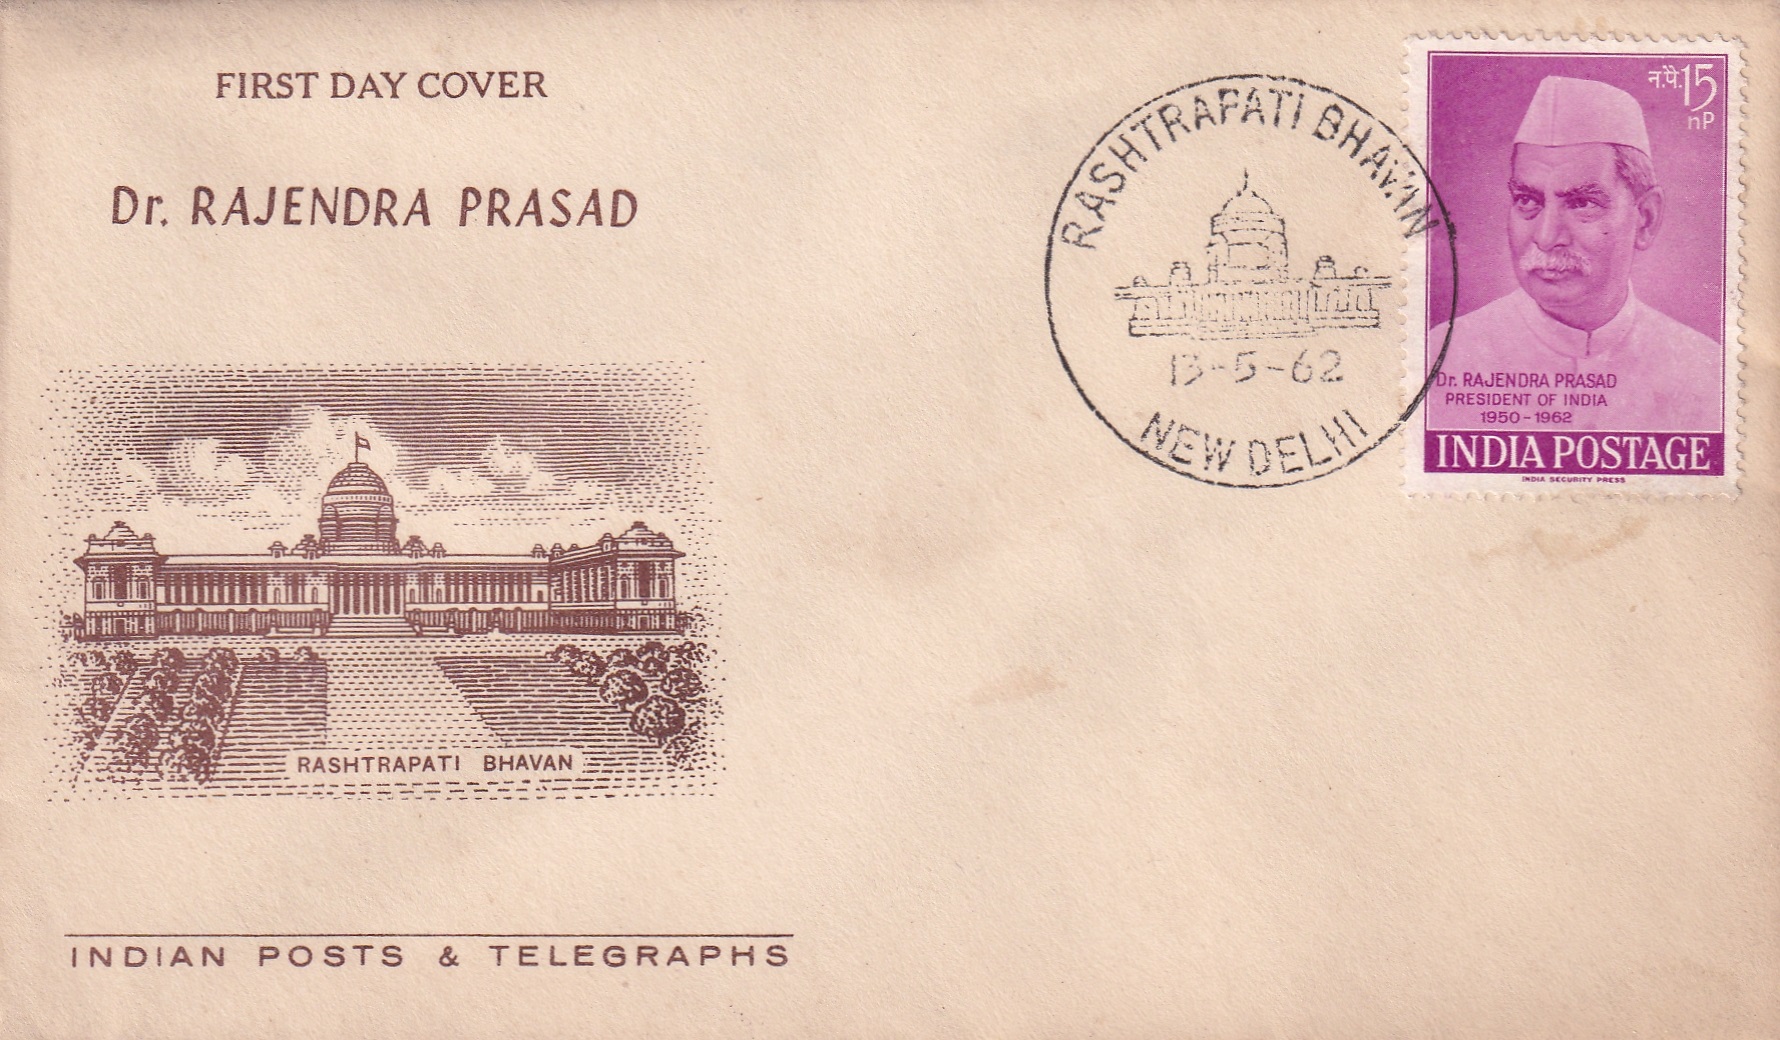 FIRST DAY COVER
Dr. RAJENDRA PRASAD
RASHTRAPATI BHAVAN
INDIAN POSTS & TELEGRAPHS
RASHTRAPATI BHAVAN
13-5-62
NEW DELHI
न.पै.15
nP
Dr. RAJENDRA PRASAD
PRESIDENT OF INDIA
1950-1962
INDIA POSTAGE
INDIA SECURITY PRESS